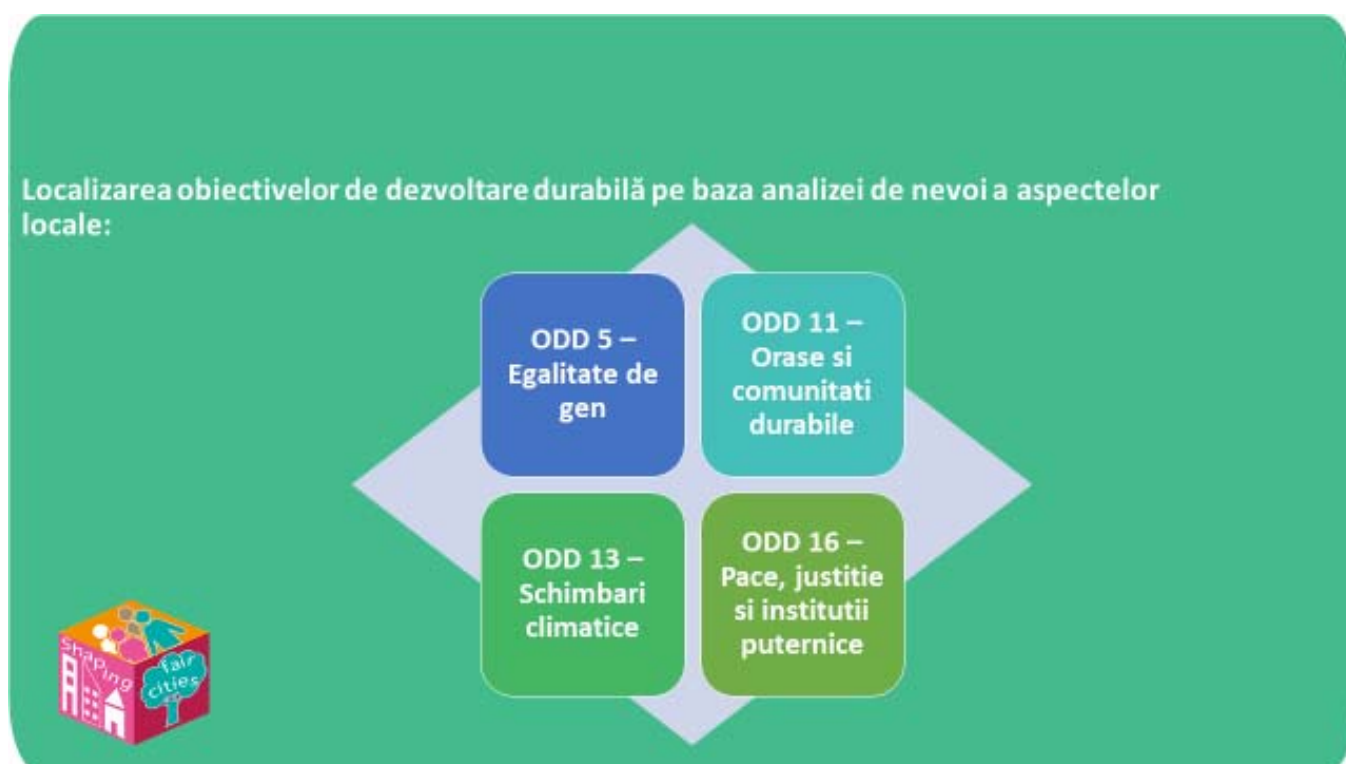 Localizarea obiectivelor de dezvoltare durabilă pe baza analizei de nevoi a aspectelor
locale:
ODD 5 –
Egalitate de
gen
ODD 11 –
Orase si
comunitati
durabile
ODD 13 –
Schimbari
climatice
ODD 16 –
Pace, justitie
si institutii
puternice
Shaping
fair
cities